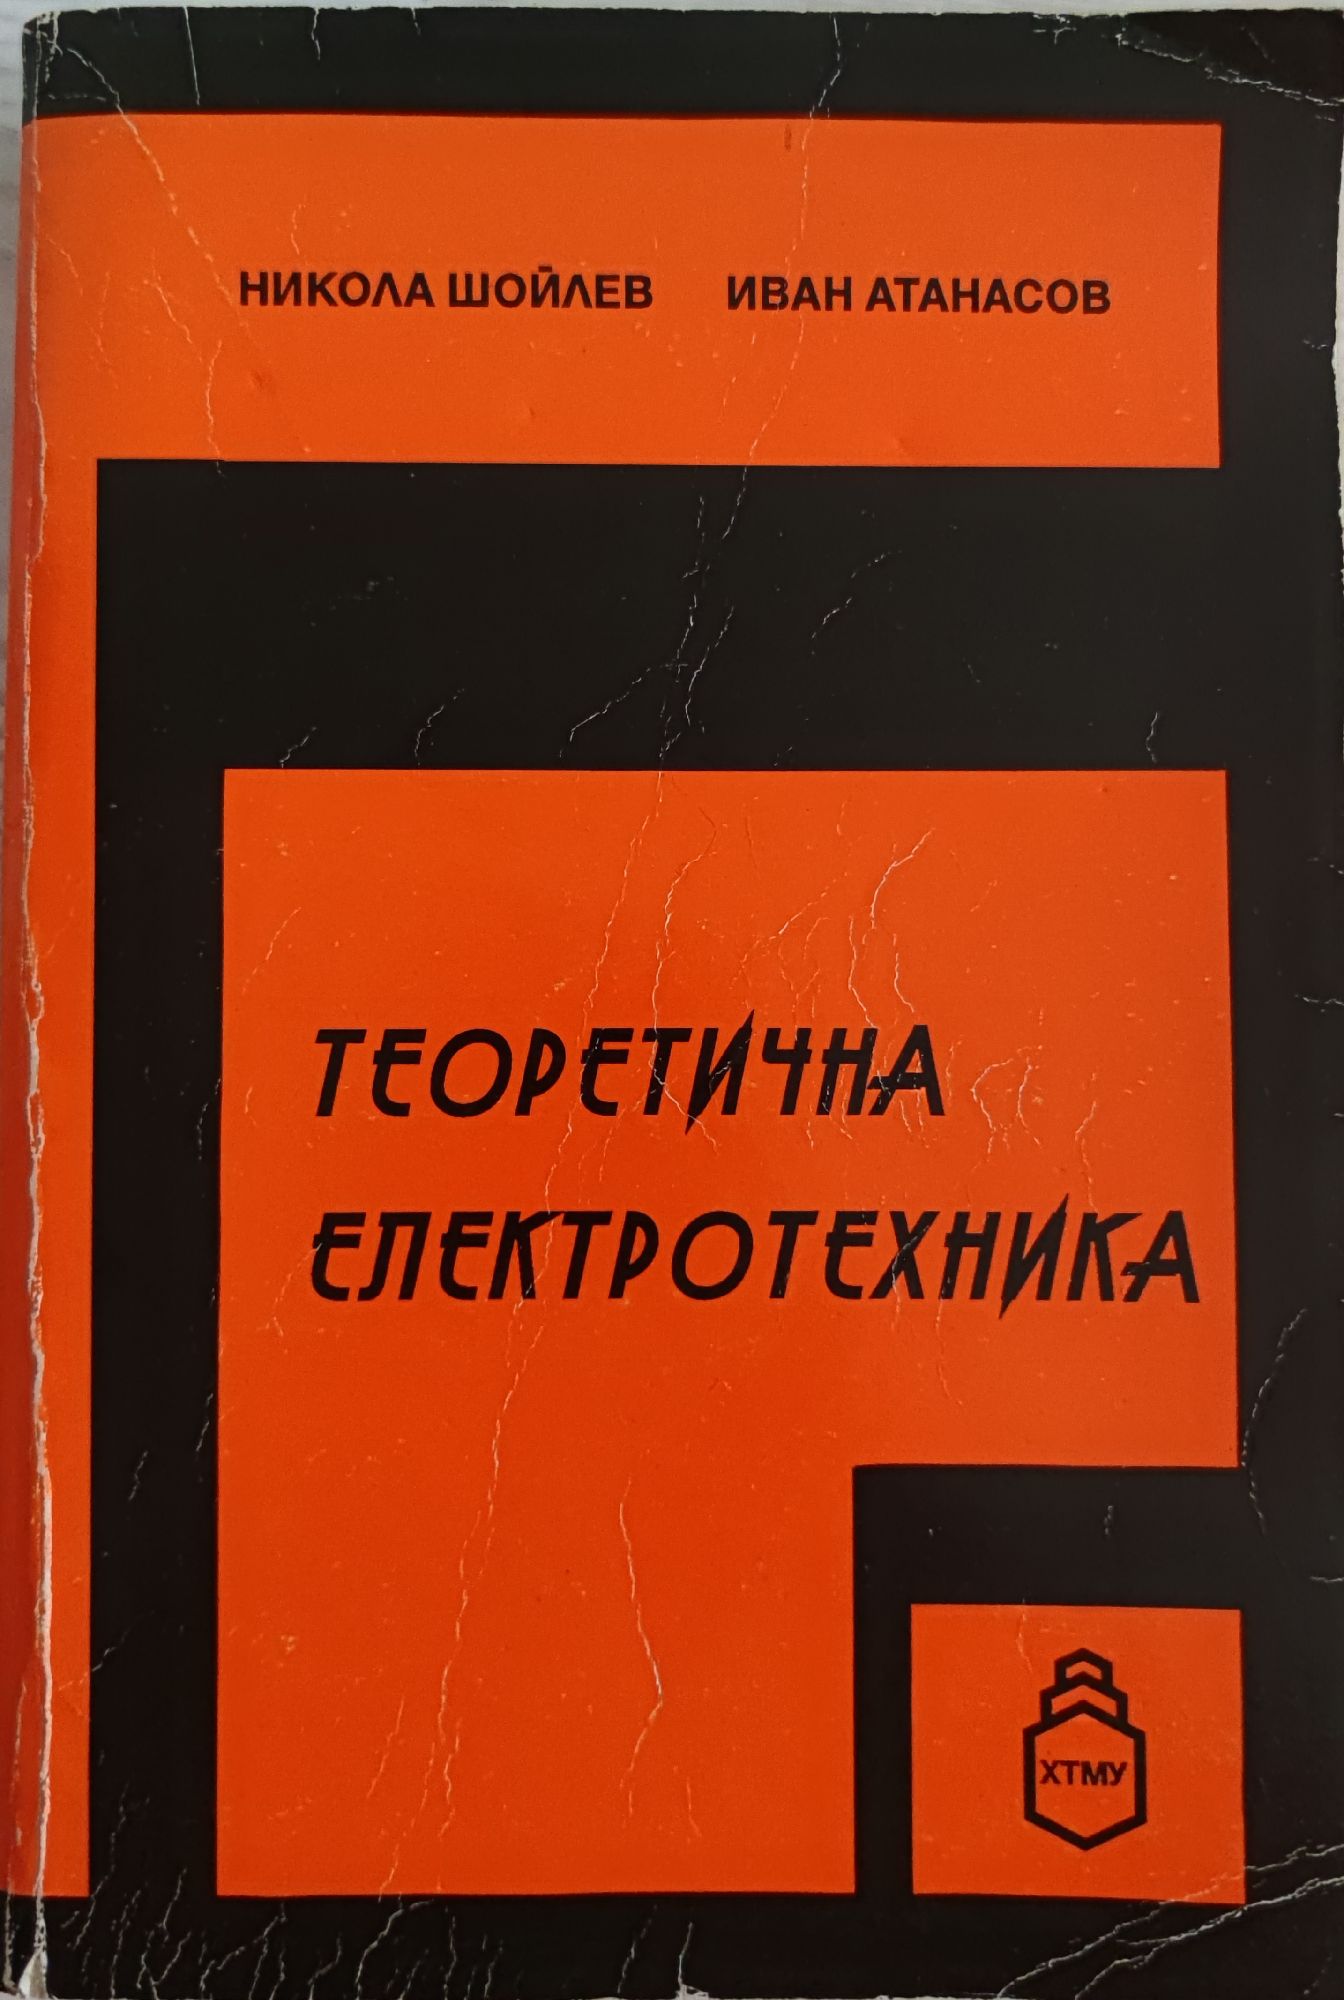 НИКОЛА ШОЙЛЕВ ИВАН АТАНАСОВ
ТЕОРЕТИЧНА
ЕЛЕКТРОТЕХНИКА
ХТМУ